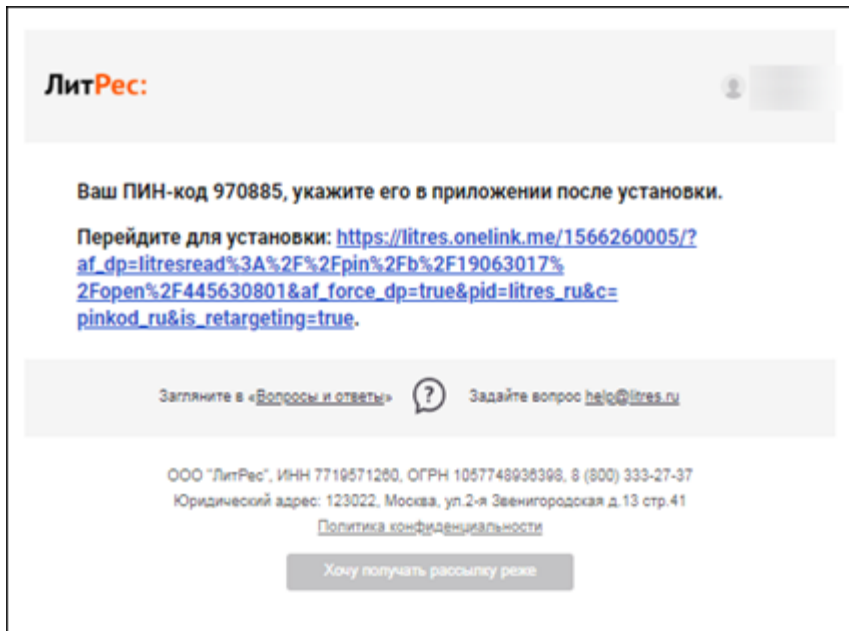 ЛитРес:
Ваш ПИН-код 970885, укажите его в приложении после установки.
Перейдите для установки: https://litres.onelink.me/1566260005/?
af_dp=litresread%3A%2F%2Fpin%2Fb%2F19063017%
2Fopen%2F445630801&af_force_dp=true&pid=litres_ru&c=
pinkod_ru&is_retargeting=true.
Загляните в «Вопросы и ответы» ? Задайте вопрос help@litres.ru
ООО "ЛитРес", ИНН 7719571260, ОГРН 1057748936398, 8 (800) 333-27-37
Юридический адрес: 123022, Москва, ул.2-я Звенигородская д.13 стр.41
Политика конфиденциальности
Хочу получать рассылку реже